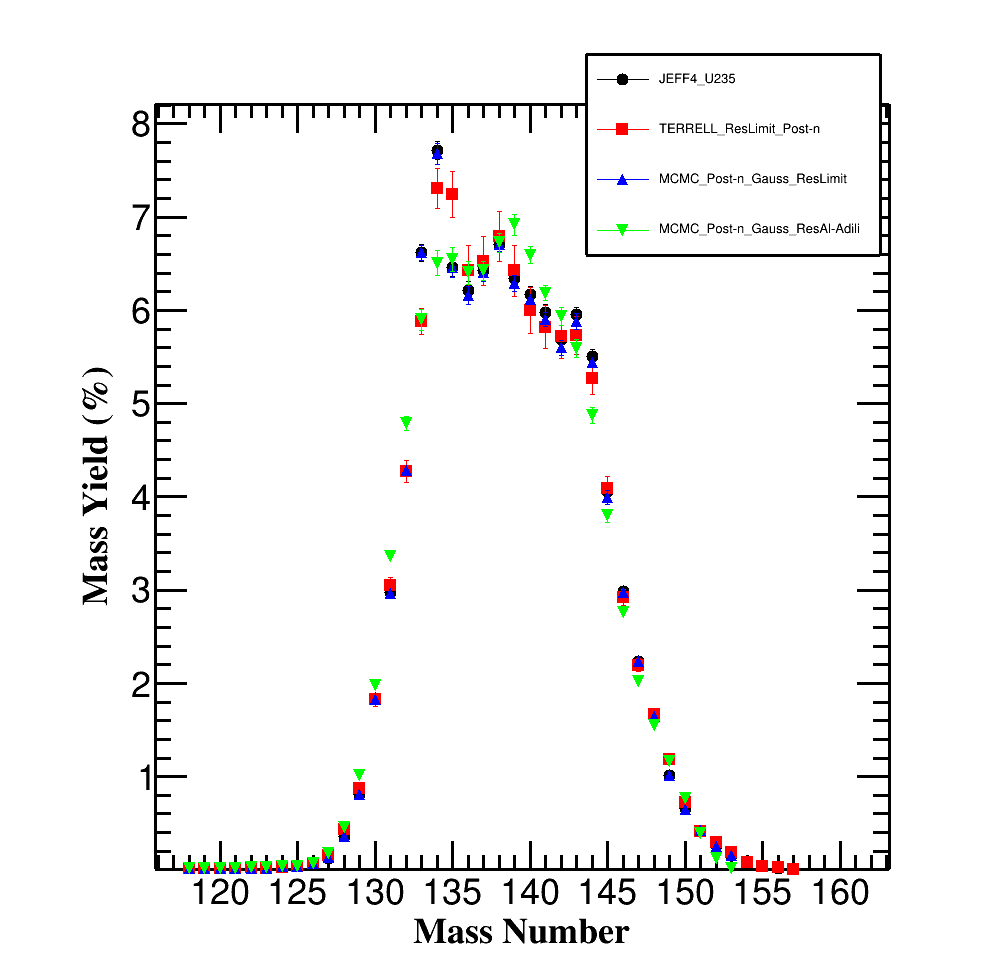 JEFF4_U235
TERRELL_ResLimit_Post-n
MCMC_Post-n_Gauss_ResLimit
MCMC_Post-n_Gauss_ResAl-Adili
8
7
6
5
4
3
2
1
Mass Yield (%)
120 125 130 135 140 145 150 155 160
Mass Number